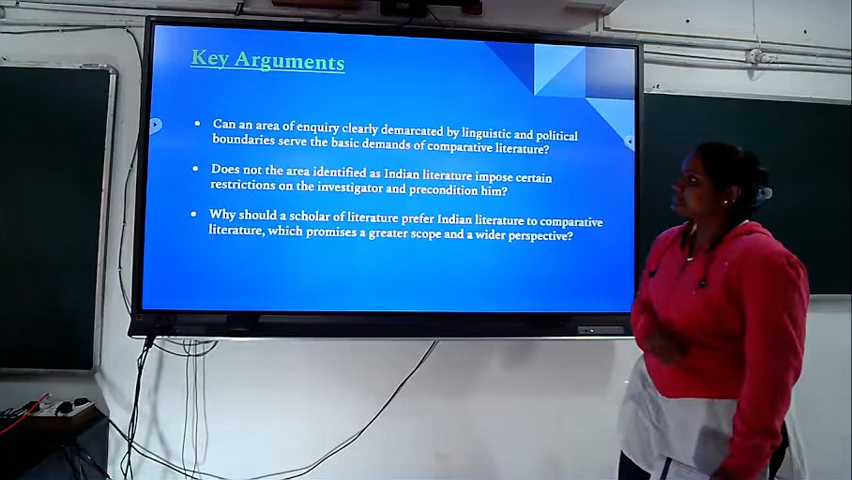 Key Arguments
Can an area of enquiry clearly demarcated by linguistic and political
boundaries serve the basic demands of comparative literature?
Does not the area identified as Indian literature impose certain
restrictions on the investigator and precondition him?
Why should a scholar of literature prefer Indian literature to comparative
literature, which promises a greater scope and a wider perspective?